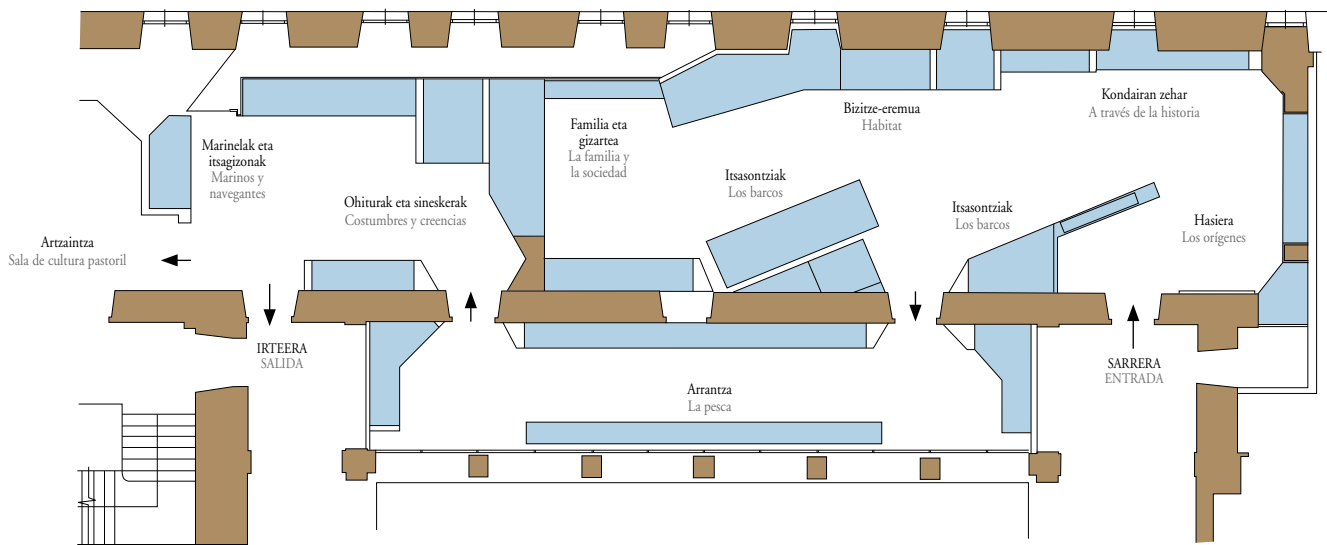 Marinelak eta
itsagizonak
Marinos y
navegantes
Artzaintza
Sala de cultura pastoril
IRTEERA
SALIDA
Ohiturak eta sineskerak
Costumbres y creencias
Familia eta
gizartea
La familia y
la sociedad
Itsasontziak
Los barcos
Bizitze-eremua
Habitat
Kondairan zehar
A través de la historia
Itsasontziak
Los barcos
Hasiera
Los orígenes
SARRERA
ENTRADA
Arrantza
La pesca